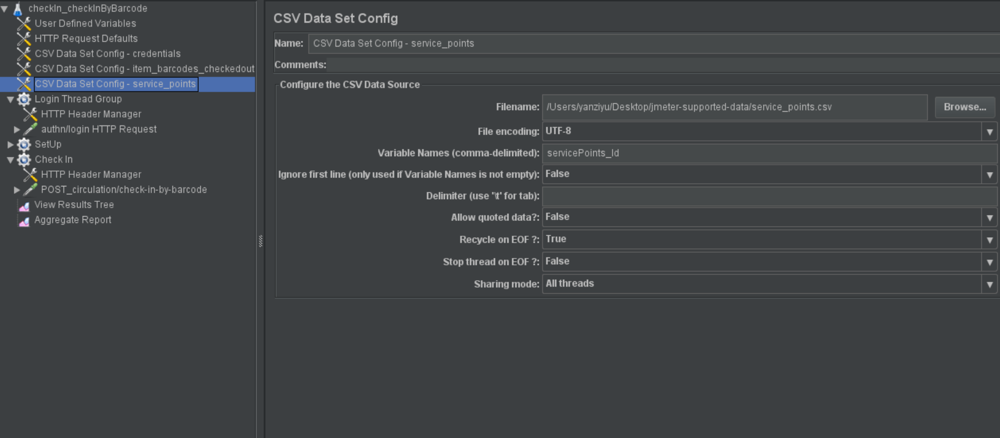 checkIn_checkInByBarcode
User Defined Variables
HTTP Request Defaults
CSV Data Set Config - credentials
CSV Data Set Config - item_barcodes_checkedout
CSV Data Set Config - service_points
Login Thread Group
HTTP Header Manager
authn/login HTTP Request
SetUp
Check In
HTTP Header Manager
POST_circulation/check-in-by-barcode
View Results Tree
Aggregate Report
CSV Data Set Config
Name: CSV Data Set Config - service_points
Comments:
Configure the CSV Data Source
Filename: /Users/yanziyu/Desktop/jmeter-supported-data/service_points.csv Browse...
File encoding: UTF-8
Variable Names (comma-delimited): servicePoints_Id
Ignore first line (only used if Variable Names is not empty): False
Delimiter (use '\t' for tab):
Allow quoted data?: False
Recycle on EOF ?: True
Stop thread on EOF ?: False
Sharing mode: All threads